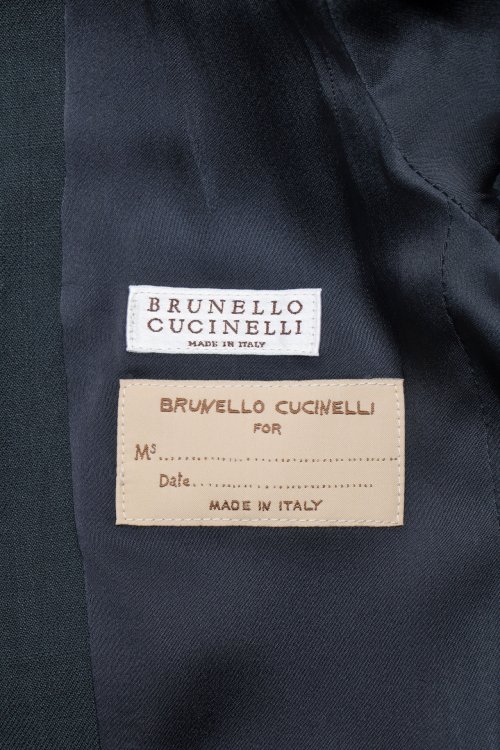 BRUNELLO
CUCINELLI
MADE IN ITALY
BRUNELLO CUCINELLI
FOR
Ms..............................
Date..............................
MADE IN ITALY